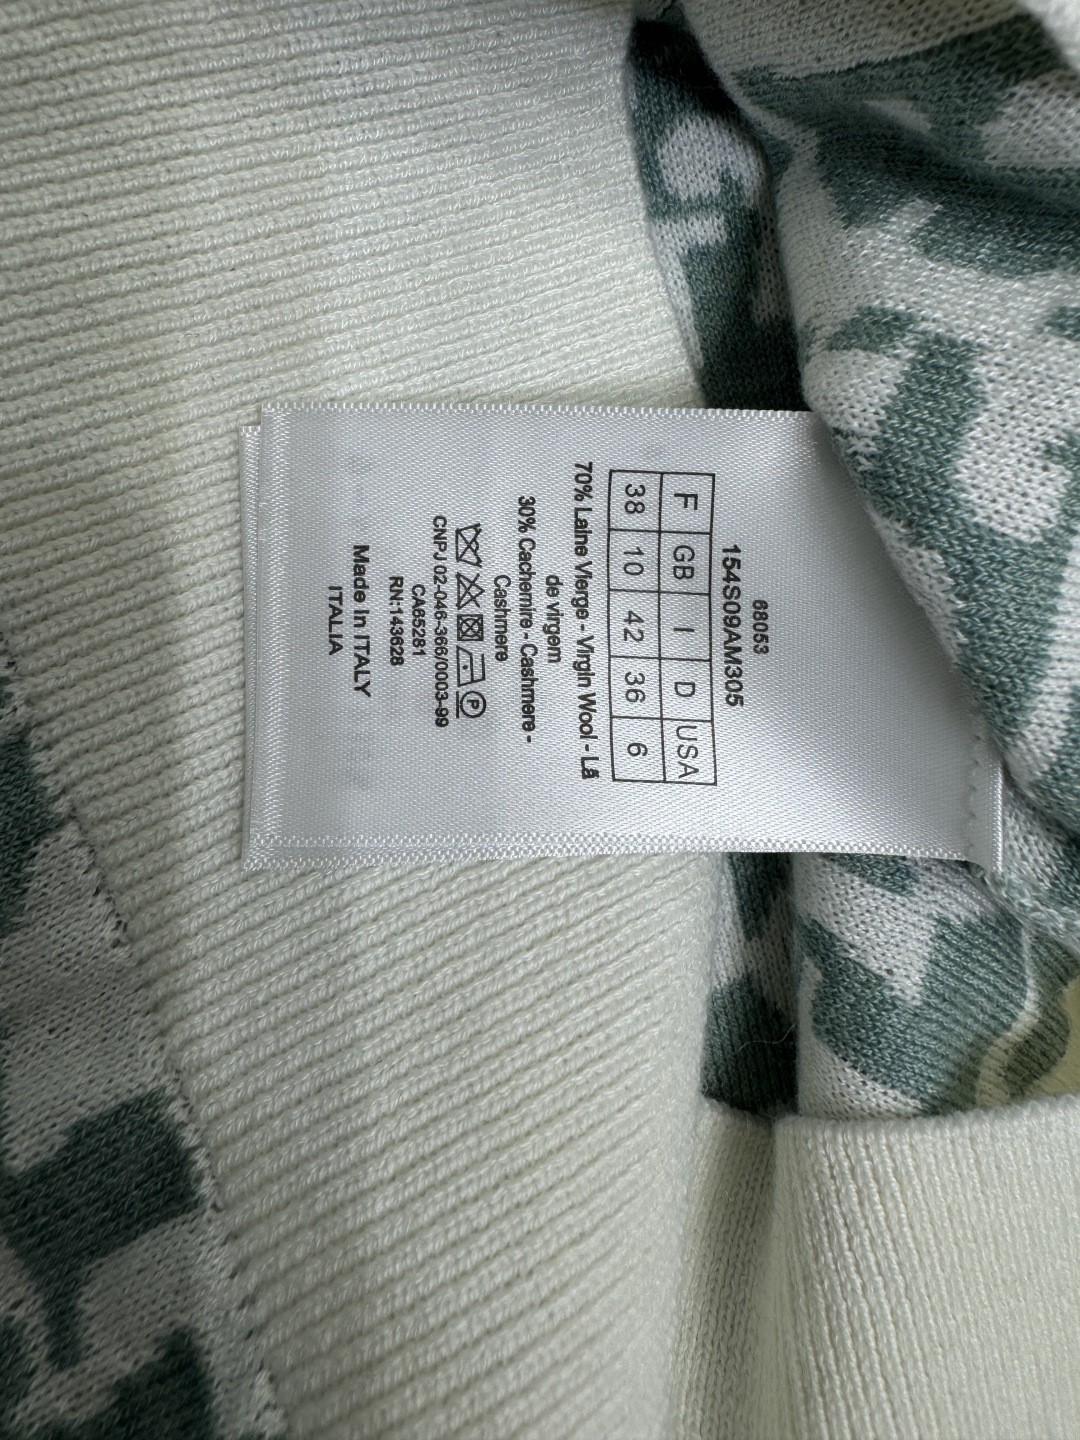 68053
154S09AM305
F GB I D USA
38 10 42 36 6
70% Laine Vierge - Virgin Wool - Lã
de virgem
30% Cachemire - Cashmere -
Cashmere
P
CNPJ 02-046-366/0003-99
CA65281
RN:143628
Made in ITALY
ITALIA